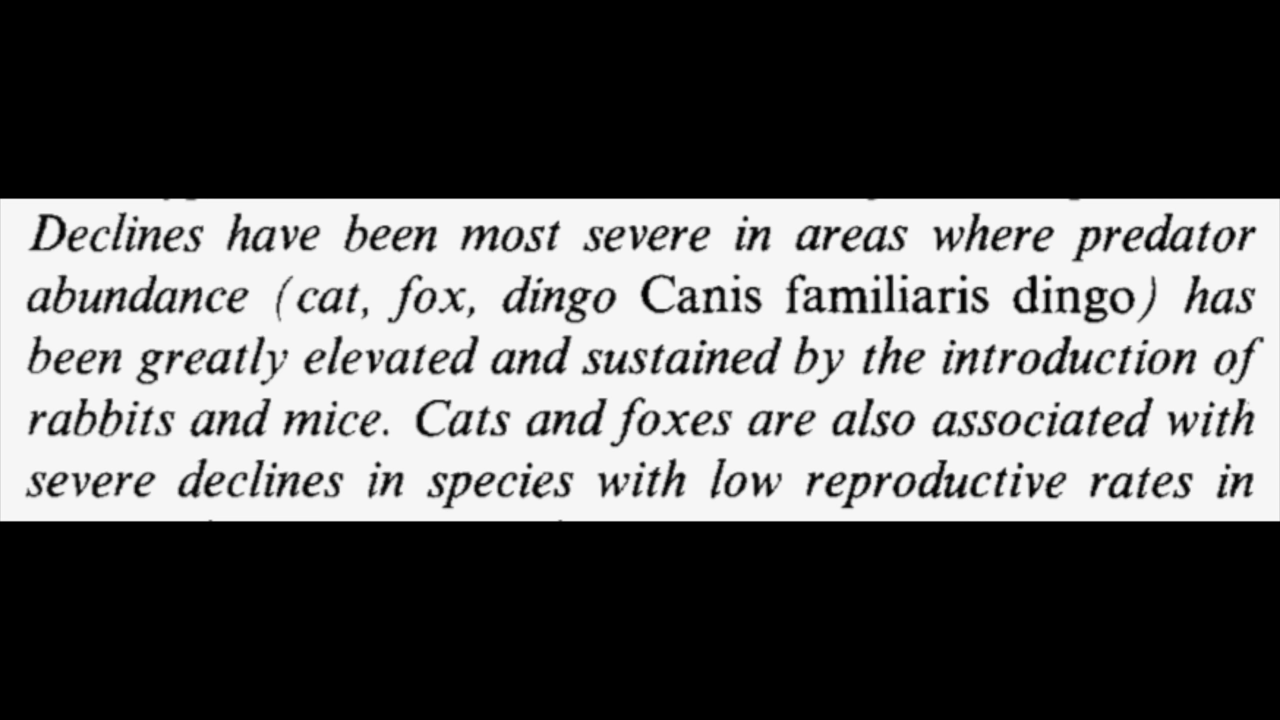 Declines have been most severe in areas where predator
abundance (cat, fox, dingo Canis familiaris dingo) has
been greatly elevated and sustained by the introduction of
rabbits and mice. Cats and foxes are also associated with
severe declines in species with low reproductive rates in